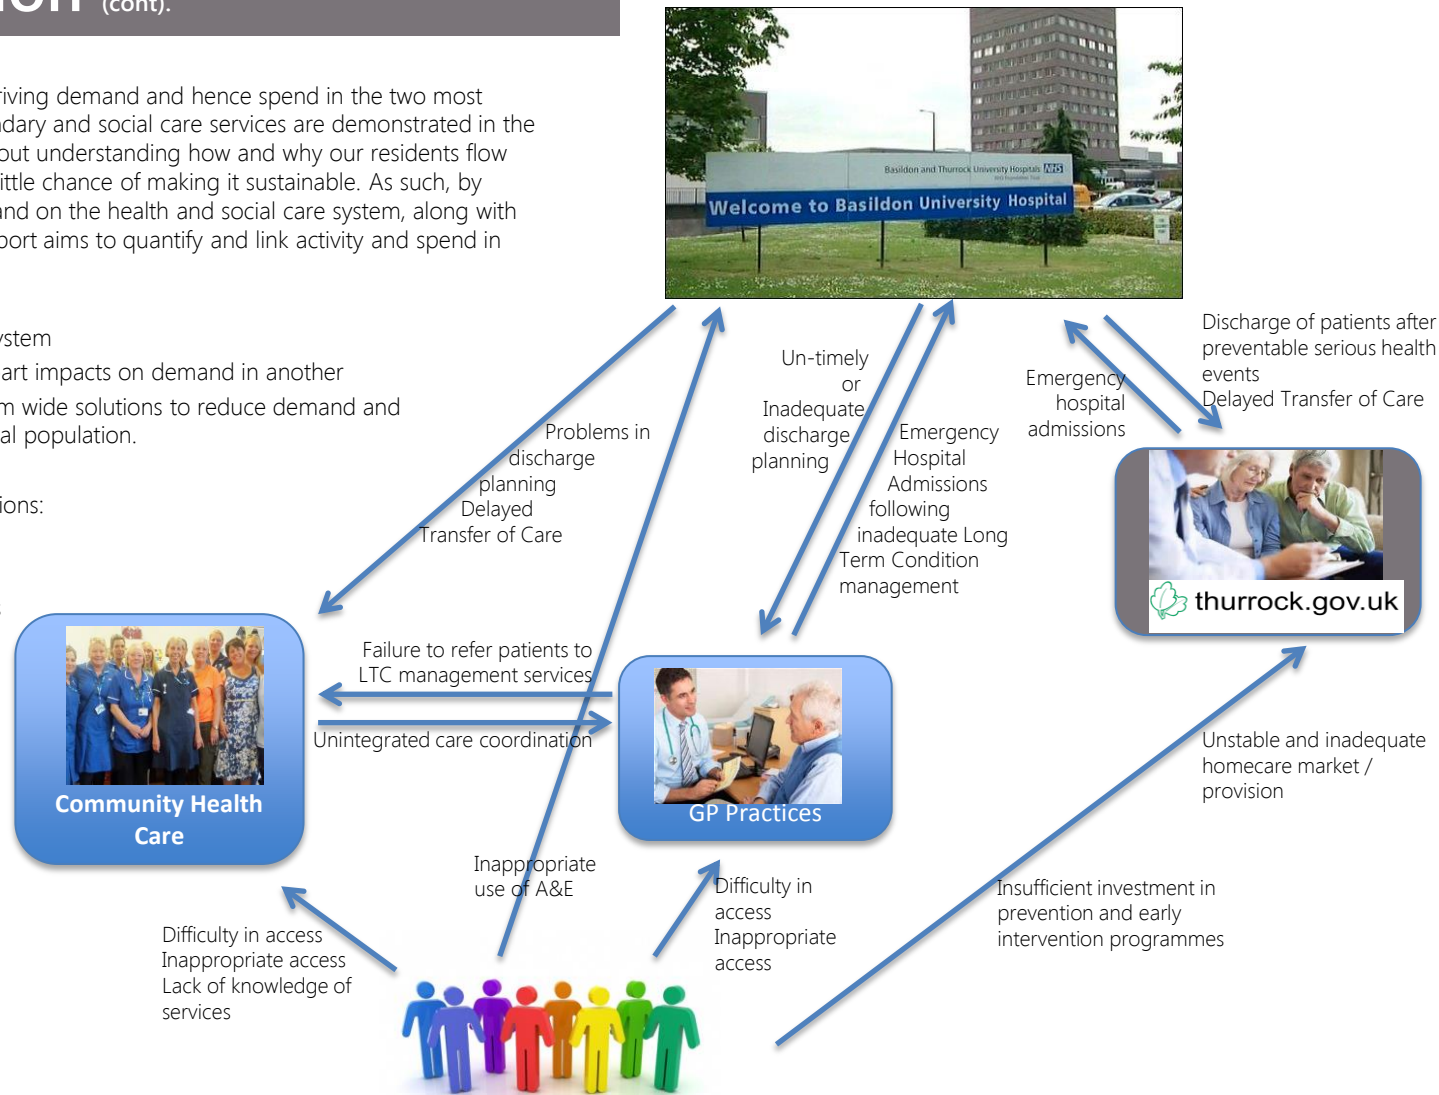 (cont).
riving demand and hence spend in the two most
ndary and social care services are demonstrated in the
out understanding how and why our residents flow
ittle chance of making it sustainable. As such, by
and on the health and social care system, along with
port aims to quantify and link activity and spend in
ystem
art impacts on demand in another
m wide solutions to reduce demand and
al population.
ions:
Basildon and Thurrock University Hospitals NHS
NHS Foundation Trust
Welcome to Basildon University Hospital
Discharge of patients after
preventable serious health
events
Delayed Transfer of Care
Emergency
hospital
admissions
Un-timely
or
Inadequate
discharge
planning
Emergency
Hospital
Admissions
following
inadequate Long
Term Condition
management
Problems in
discharge
planning
Delayed
Transfer of Care
thurrock.gov.uk
Failure to refer patients to
LTC management services
Unintegrated care coordination
Community Health
Care
GP Practices
Unstable and inadequate
homecare market /
provision
Inappropriate
use of A&E
Difficulty in
access
Inappropriate
access
Insufficient investment in
prevention and early
intervention programmes
Difficulty in access
Inappropriate access
Lack of knowledge of
services